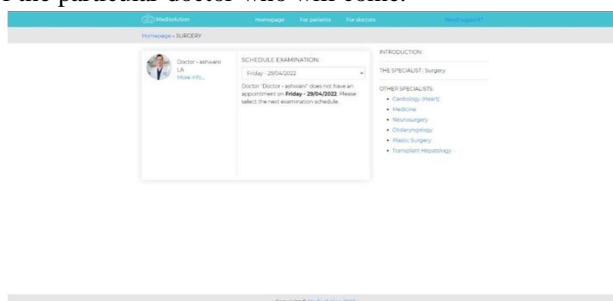 the particular doctor who will come.
Medisolution Homepage For patients For doctors Need support?
Homepage › SURGERY
Doctor - ashwani
LA
More info...
SCHEDULE EXAMINATION:
Friday - 29/04/2022
Doctor "Doctor - ashwani" does not have an
appointment on Friday - 29/04/2022. Please
select the next examination schedule.
INTRODUCTION:
THE SPECIALIST : Surgery
OTHER SPECIALISTS:
• Cardiology (Heart)
• Medicine
• Neurosurgery
• Otolaryngology
• Plastic Surgery
• Transplant Hepatology